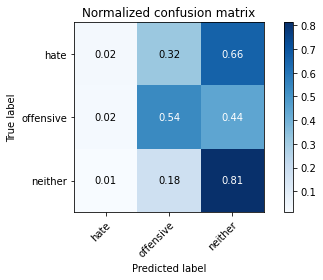 Normalized confusion matrix
True label
hate
0.02
0.32
0.66
offensive
0.02
0.54
0.44
neither
0.01
0.18
0.81
hate
offensive
neither
Predicted label
0.8
0.7
0.6
0.5
0.4
0.3
0.2
0.1